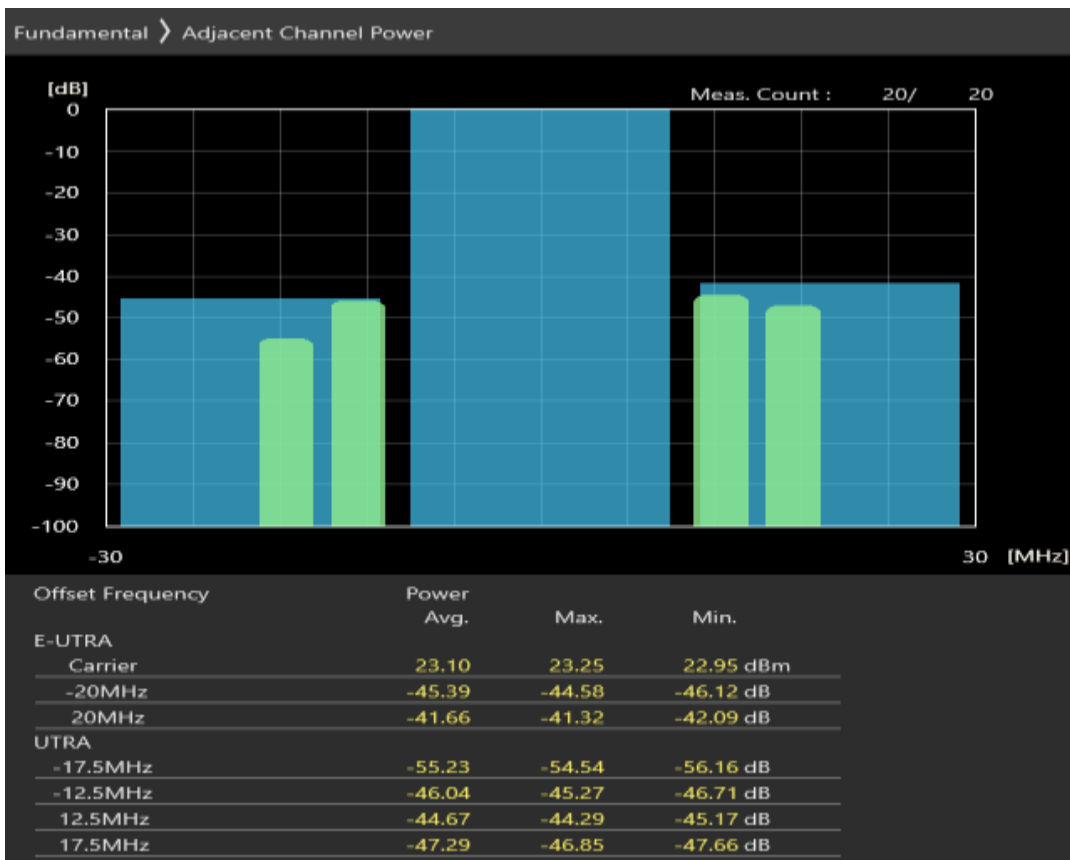 Fundamental 〉 Adjacent Channel Power
[dB]
Meas. Count : 20/ 20
0
-10
-20
-30
-40
-50
-60
-70
-80
-90
-100
-30 30 [MHz]
Offset Frequency Power
Avg. Max. Min.
E-UTRA
Carrier 23.10 23.25 22.95 dBm
-20MHz -45.39 -44.58 -46.12 dB
20MHz -41.66 -41.32 -42.09 dB
UTRA
-17.5MHz -55.23 -54.54 -56.16 dB
-12.5MHz -46.04 -45.27 -46.71 dB
12.5MHz -44.67 -44.29 -45.17 dB
17.5MHz -47.29 -46.85 -47.66 dB